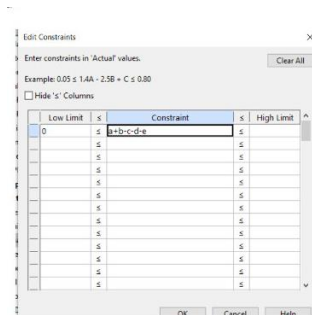 Edit Constraints
Enter constraints in 'Actual' values.
Clear All
Example: 0.05 ≤ 1.4A - 2.5B + C ≤ 0.80
Hide '≤' Columns
Low Limit ≤ Constraint ≤ High Limit
0 ≤ a+b-c-d-e ≤
≤ ≤
≤ ≤
≤ ≤
≤ ≤
≤ ≤
≤ ≤
≤ ≤
≤ ≤
≤ ≤
≤ ≤
≤ ≤
≤ ≤
OK Cancel Help